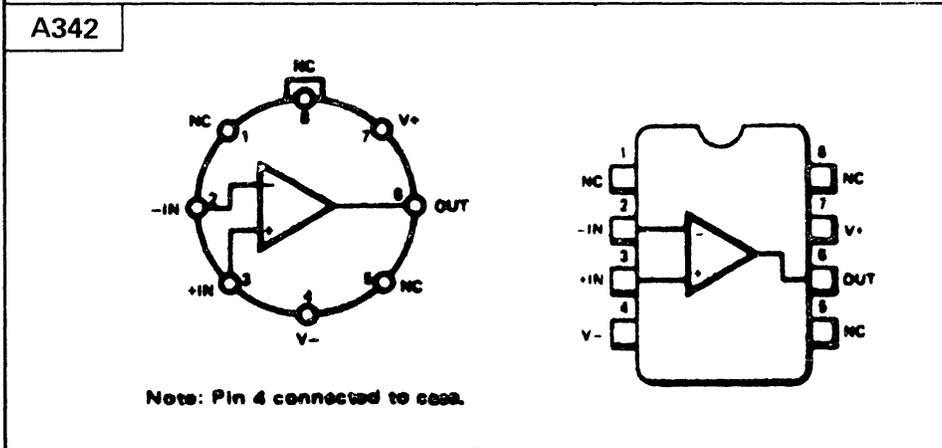 A342
NC
8
NC
1
V+
7
-IN
2
-
6
OUT
+
+IN
3
4
V-
5
NC
Note: Pin 4 connected to case.
1
NC
8
NC
2
-IN
-
7
V+
3
+IN
+
6
OUT
4
V-
5
NC